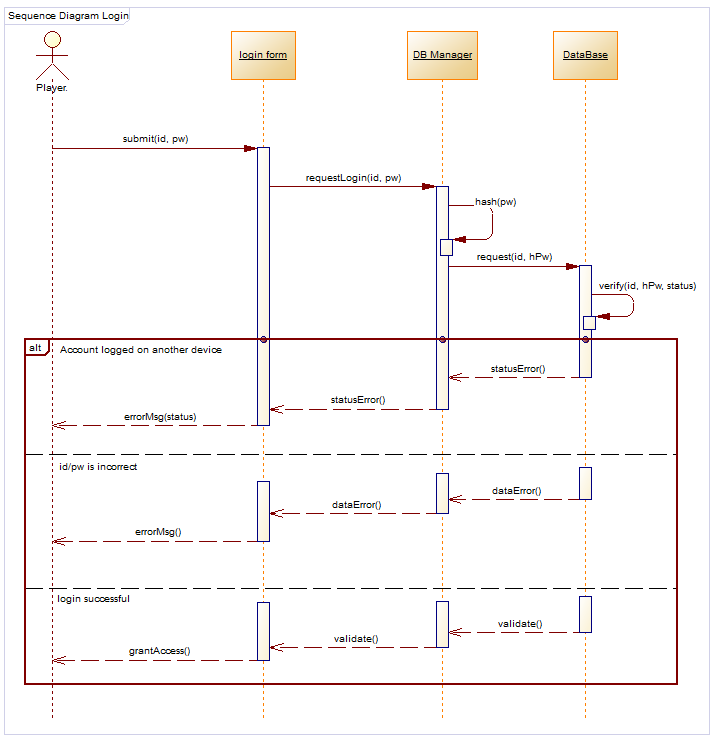 Sequence Diagram Login
login form
DB Manager
DataBase
Player.
submit(id, pw)
requestLogin(id, pw)
hash(pw)
request(id, hPw)
verify(id, hPw, status)
alt
Account logged on another device
statusError()
statusError()
errorMsg(status)
id/pw is incorrect
dataError()
dataError()
errorMsg()
login successful
validate()
validate()
grantAccess()